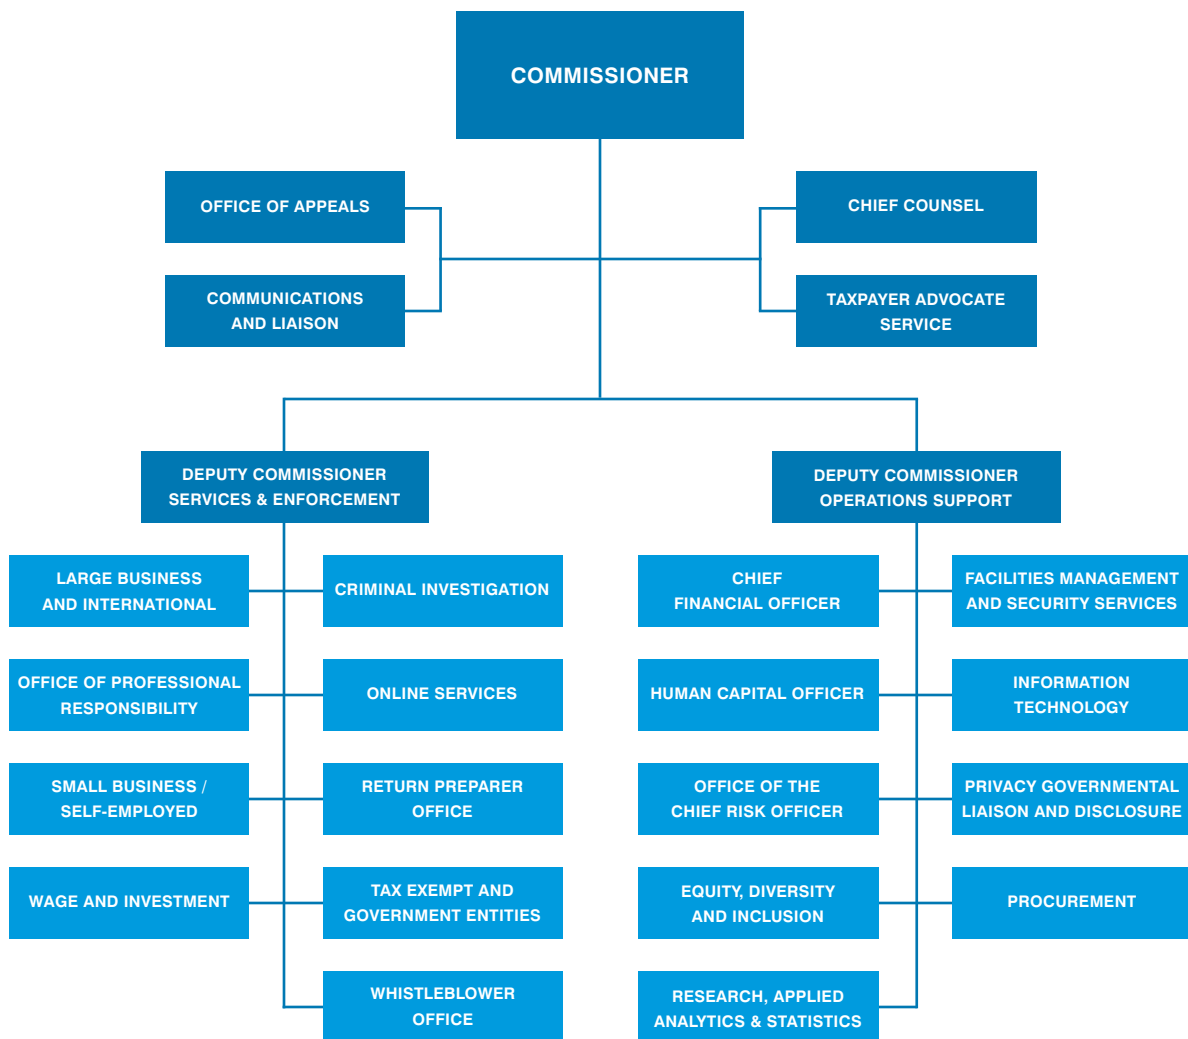 COMMISSIONER
OFFICE OF APPEALS
CHIEF COUNSEL
COMMUNICATIONS
AND LIAISON
TAXPAYER ADVOCATE
SERVICE
DEPUTY COMMISSIONER
SERVICES & ENFORCEMENT
DEPUTY COMMISSIONER
OPERATIONS SUPPORT
LARGE BUSINESS
AND INTERNATIONAL
CRIMINAL INVESTIGATION
CHIEF
FINANCIAL OFFICER
FACILITIES MANAGEMENT
AND SECURITY SERVICES
OFFICE OF PROFESSIONAL
RESPONSIBILITY
ONLINE SERVICES
HUMAN CAPITAL OFFICER
INFORMATION
TECHNOLOGY
SMALL BUSINESS /
SELF-EMPLOYED
RETURN PREPARER
OFFICE
OFFICE OF THE
CHIEF RISK OFFICER
PRIVACY GOVERNMENTAL
LIAISON AND DISCLOSURE
WAGE AND INVESTMENT
TAX EXEMPT AND
GOVERNMENT ENTITIES
EQUITY, DIVERSITY
AND INCLUSION
PROCUREMENT
WHISTLEBLOWER
OFFICE
RESEARCH, APPLIED
ANALYTICS & STATISTICS